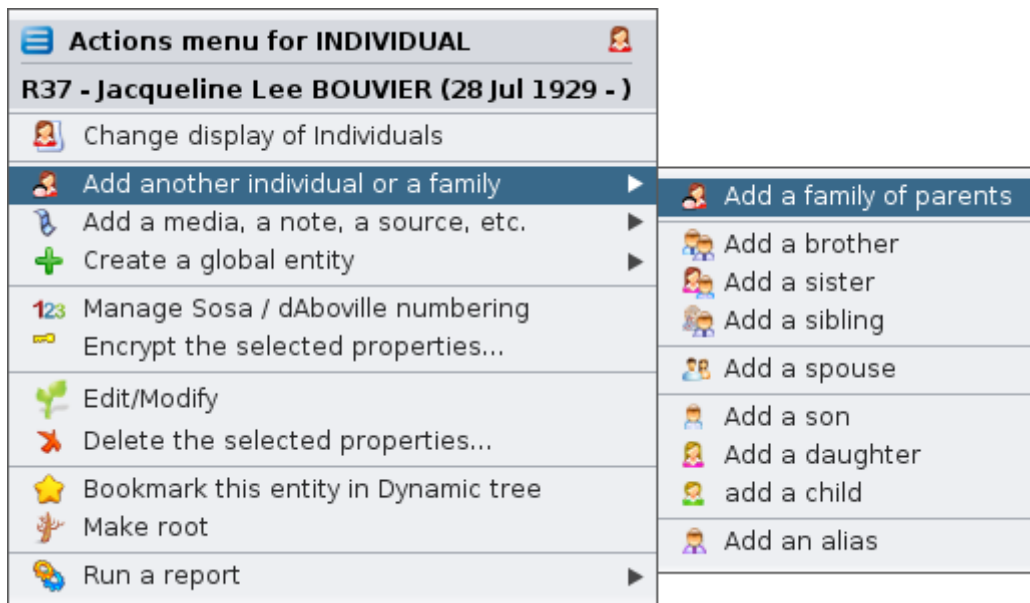 Actions menu for INDIVIDUAL
R37 - Jacqueline Lee BOUVIER (28 Jul 1929 - )
Change display of Individuals
Add another individual or a family
Add a media, a note, a source, etc.
Create a global entity
123 Manage Sosa / dAboville numbering
Encrypt the selected properties...
Edit/Modify
Delete the selected properties...
Bookmark this entity in Dynamic tree
Make root
Run a report
Add a family of parents
Add a brother
Add a sister
Add a sibling
Add a spouse
Add a son
Add a daughter
add a child
Add an alias